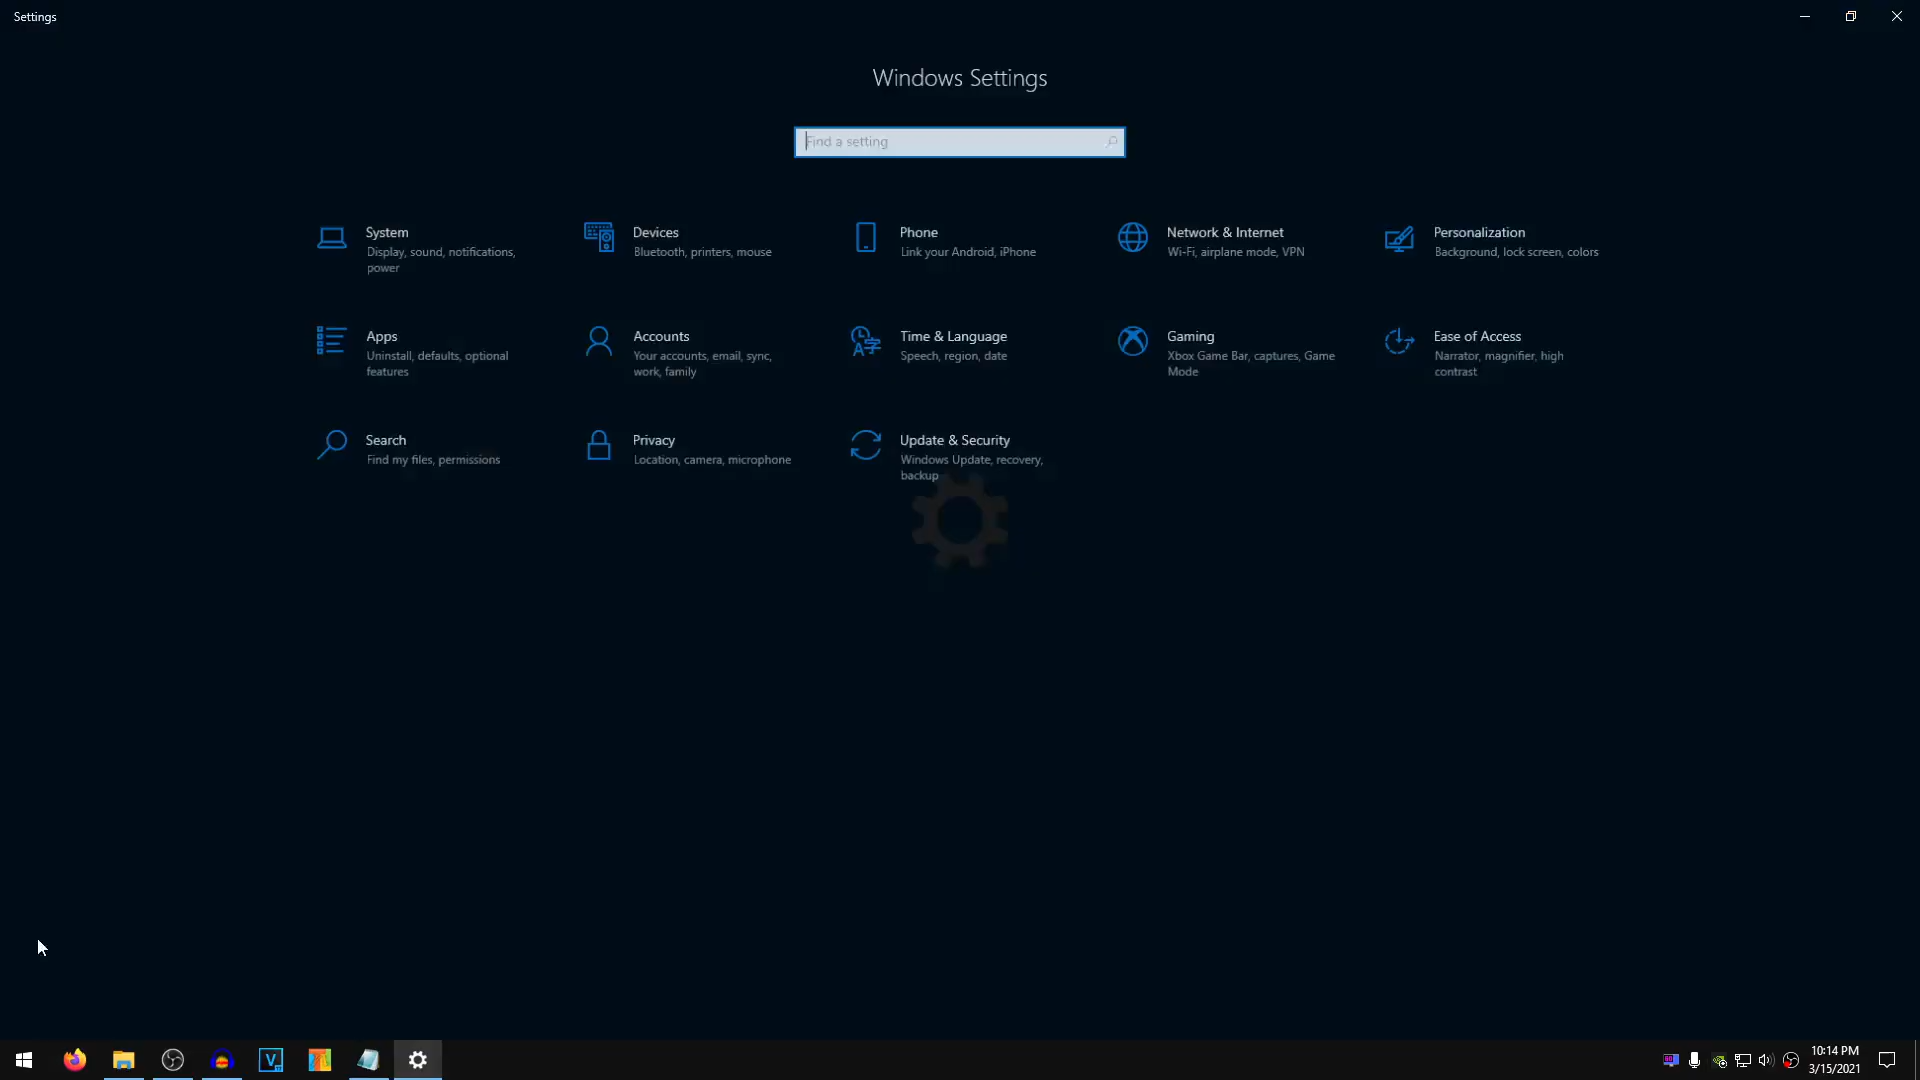 Settings
Windows Settings
Find a setting
System
Display, sound, notifications,
power
Devices
Bluetooth, printers, mouse
Phone
Link your Android, iPhone
Network & Internet
Wi-Fi, airplane mode, VPN
Personalization
Background, lock screen, colors
Apps
Uninstall, defaults, optional
features
Accounts
Your accounts, email, sync,
work, family
Time & Language
Speech, region, date
Gaming
Xbox Game Bar, captures, Game
Mode
Ease of Access
Narrator, magnifier, high
contrast
Search
Find my files, permissions
Privacy
Location, camera, microphone
Update & Security
Windows Update, recovery,
backup
10:14 PM
3/15/2021